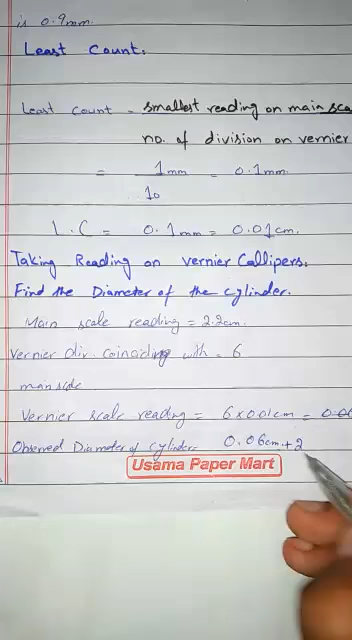 is 0.9mm.
Least Count.
Least Count - smallest reading on main sca
no. of division on vernier
= 1mm = 0.1mm.
10
L.C = 0.1mm = 0.01cm.
Taking Reading on Vernier Callipers.
Find the Diameter of the cylinder.
Main scale reading = 2.2cm.
Vernier div. coinciding with = 6
main
Vernier scale reading = 6x0.01cm = 0.0
Observed Diameter of cylinder = 0.06cm+2
Usama Paper Mart